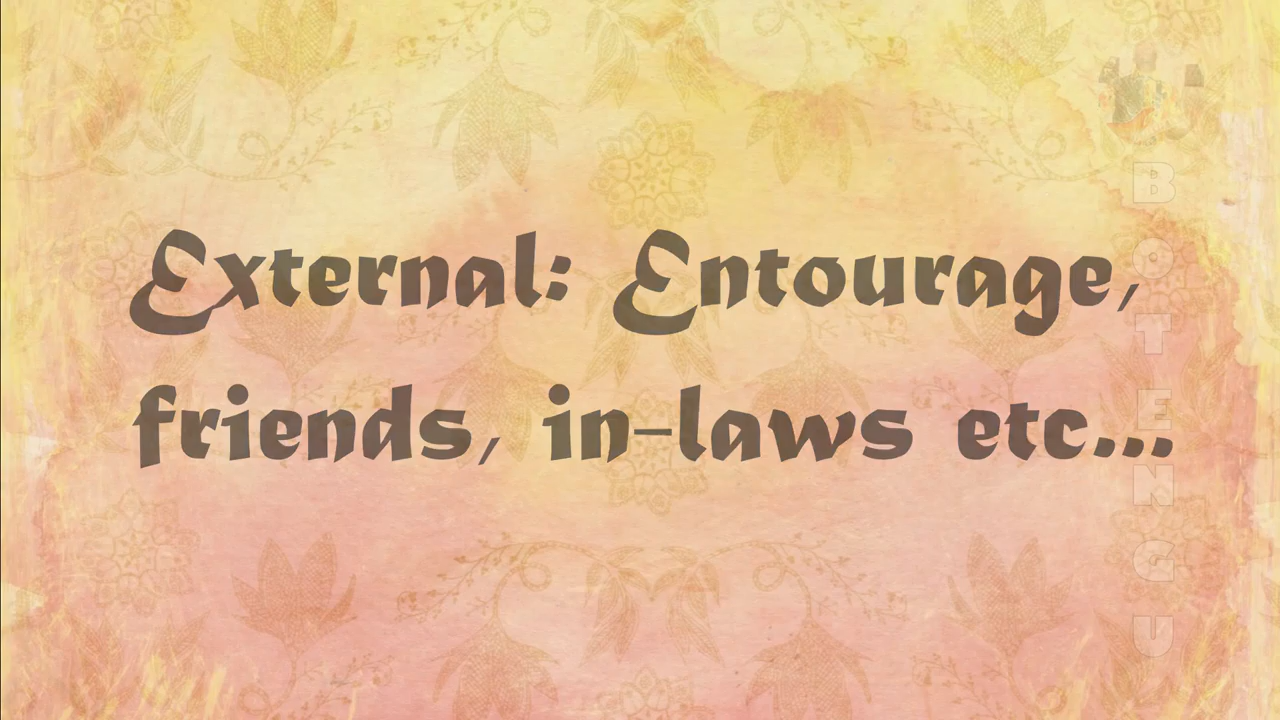 External: Entourage,
friends, in-laws etc...
BOTENGU